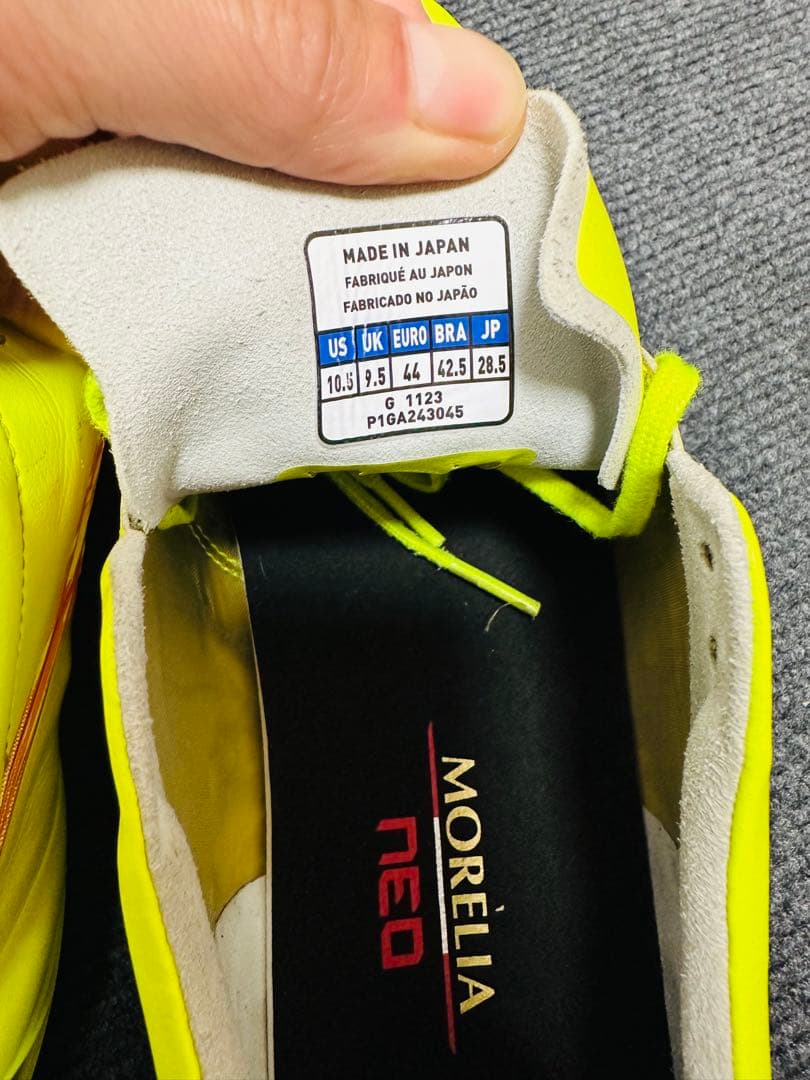 MADE IN JAPAN
FABRIQUÉ AU JAPON
FABRICADO NO JAPÃO
US UK EURO BRA JP
10.5 9.5 44 42.5 28.5
G 1123
P1GA243045
MORÈLIA
NEO